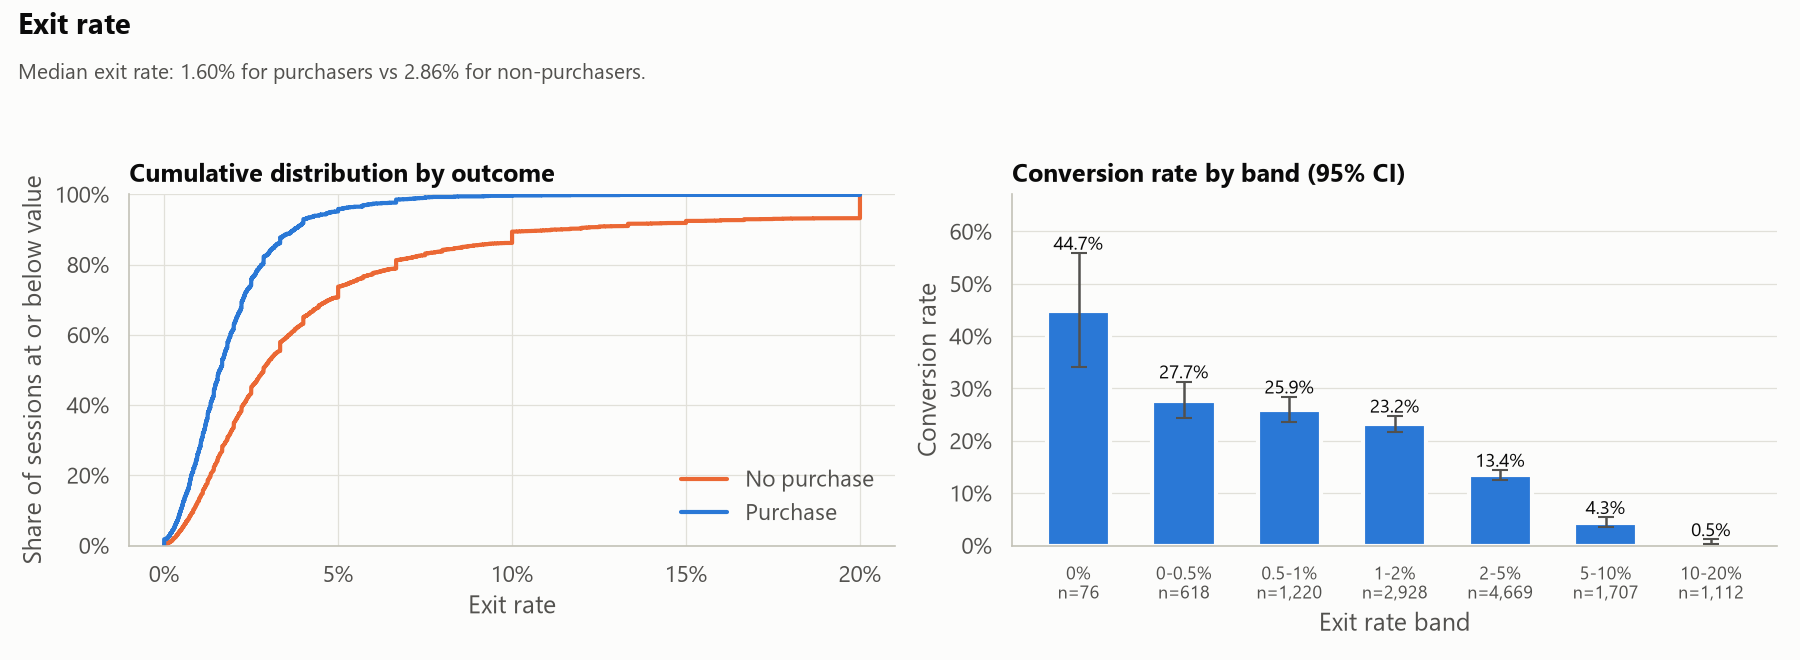 Exit rate
Median exit rate: 1.60% for purchasers vs 2.86% for non-purchasers.
Cumulative distribution by outcome
Share of sessions at or below value
100%
80%
60%
40%
20%
0%
No purchase
Purchase
0% 5% 10% 15% 20%
Exit rate
Conversion rate by band (95% CI)
Conversion rate
60%
50%
40%
30%
20%
10%
0%
44.7%
27.7%
25.9%
23.2%
13.4%
4.3%
0.5%
0% 0-0.5% 0.5-1% 1-2% 2-5% 5-10% 10-20%
n=76 n=618 n=1,220 n=2,928 n=4,669 n=1,707 n=1,112
Exit rate band